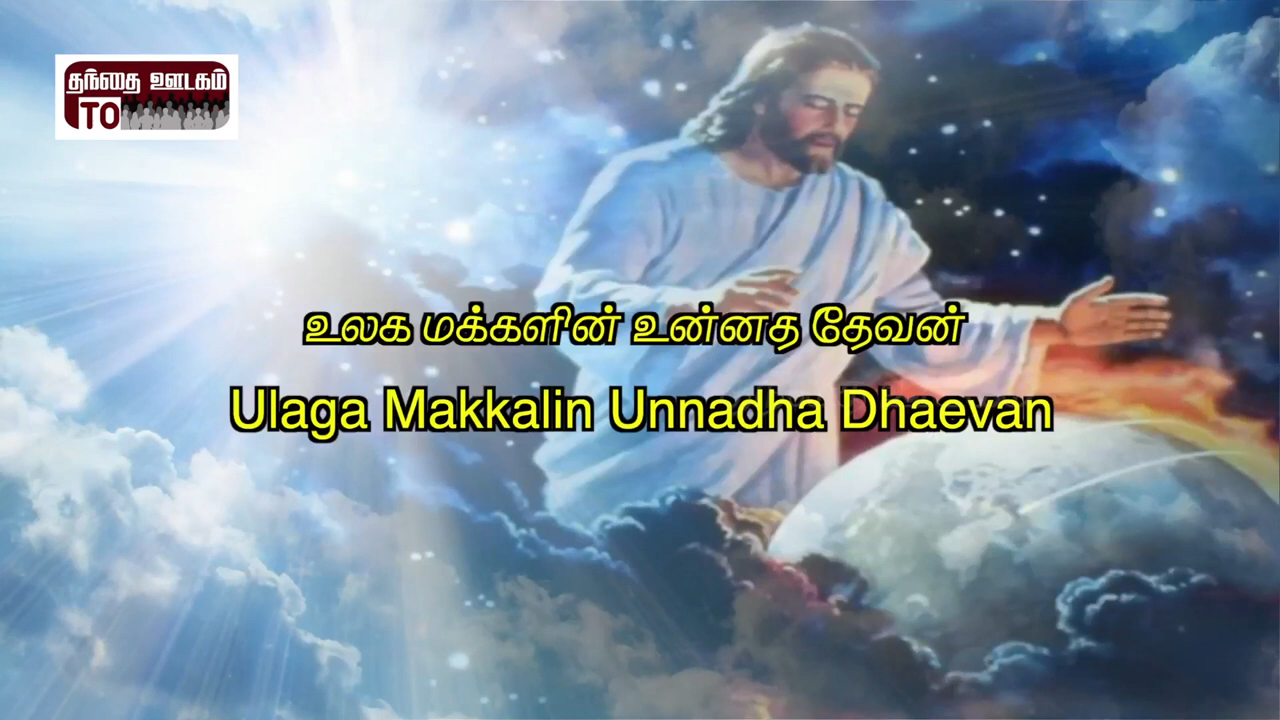 தந்தை ஊடகம்
TO
உலக மக்களின் உன்னத தேவன்
Ulaga Makkalin Unnadha Dhaevan